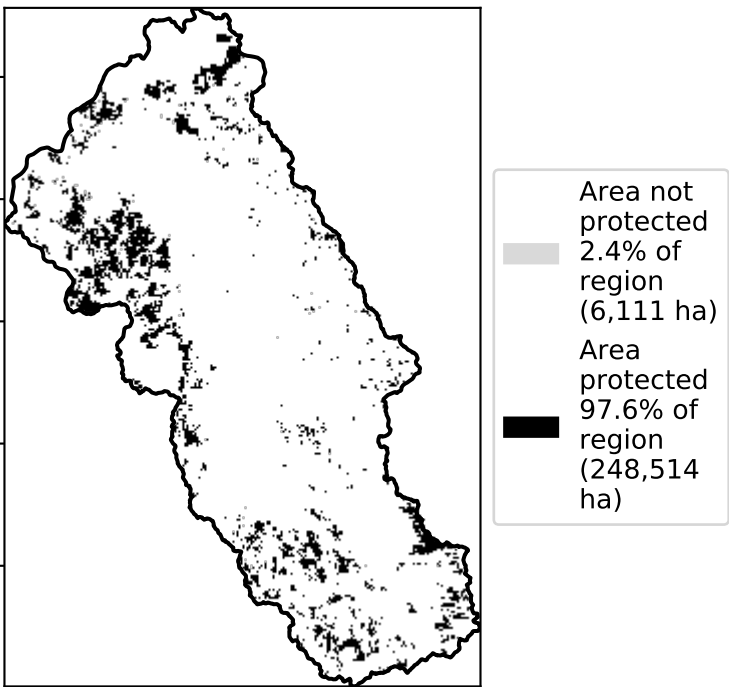 Area not
protected
2.4% of
region
(6,111 ha)
Area
protected
97.6% of
region
(248,514
ha)